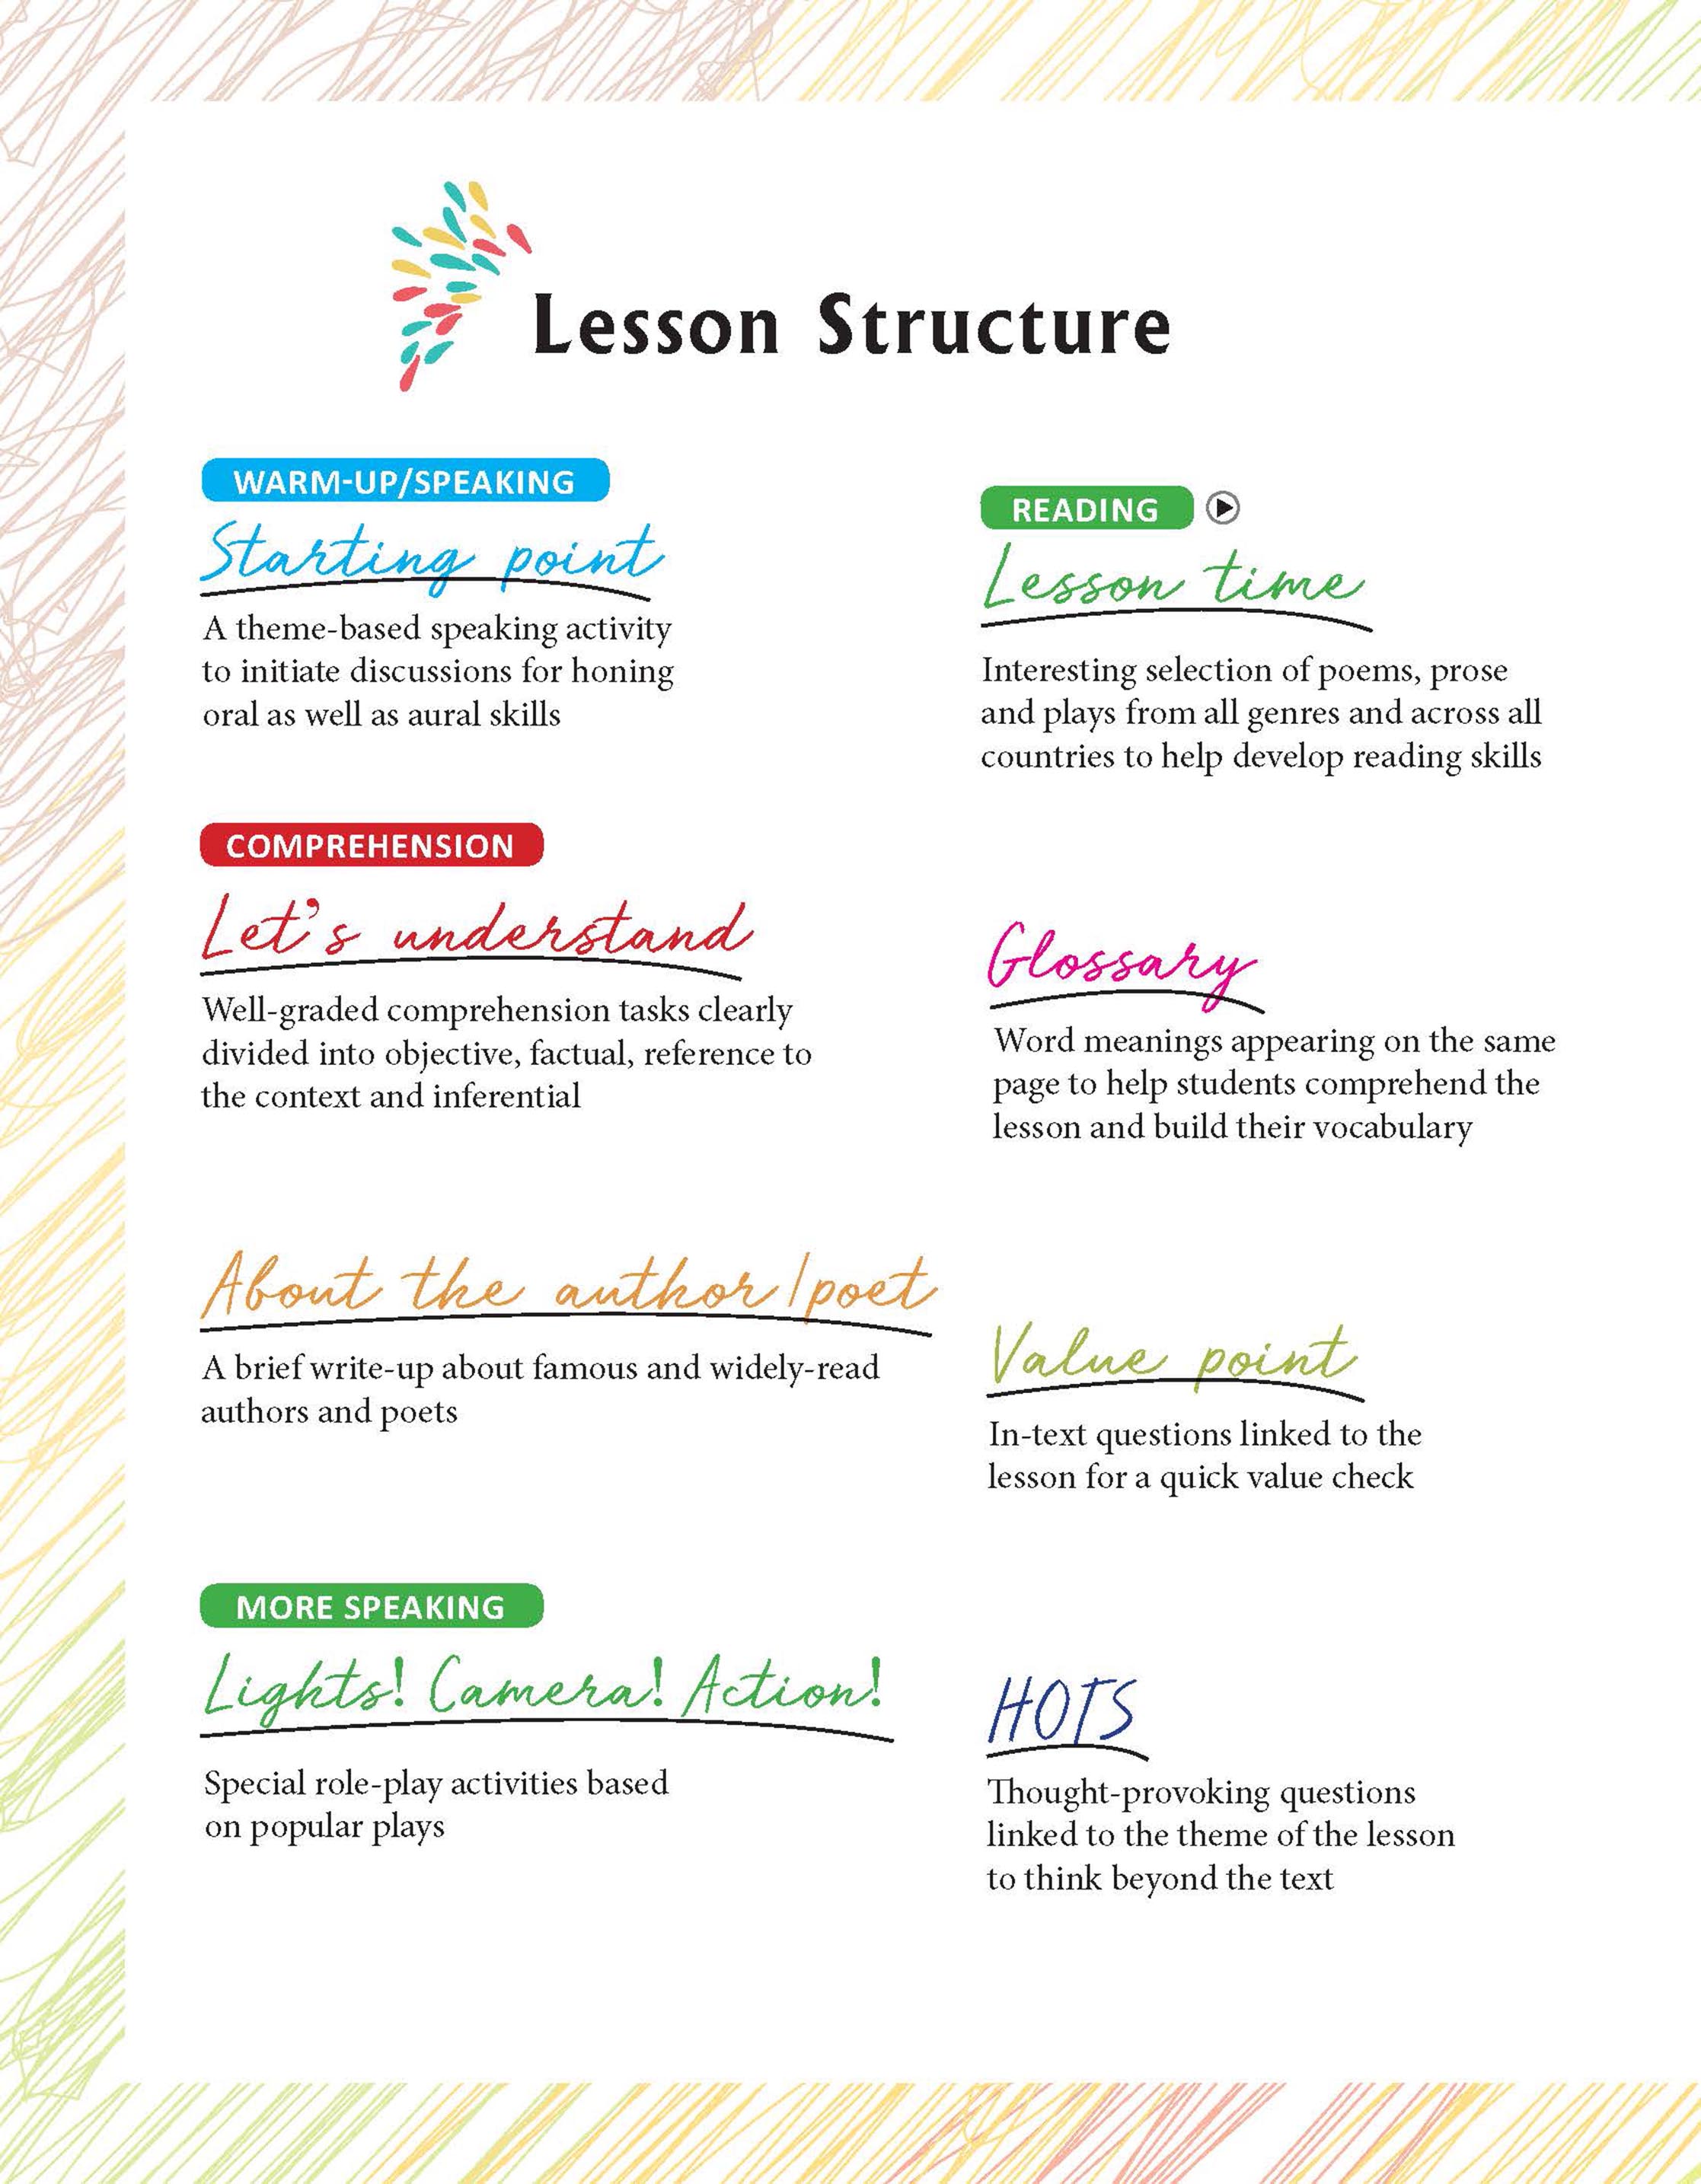 Lesson Structure
WARM-UP/SPEAKING
Starting point
A theme-based speaking activity
to initiate discussions for honing
oral as well as aural skills
READING
Lesson time
Interesting selection of poems, prose
and plays from all genres and across all
countries to help develop reading skills
COMPREHENSION
Let's understand
Well-graded comprehension tasks clearly
divided into objective, factual, reference to
the context and inferential
Glossary
Word meanings appearing on the same
page to help students comprehend the
lesson and build their vocabulary
About the author/poet
A brief write-up about famous and widely-read
authors and poets
Value point
In-text questions linked to the
lesson for a quick value check
MORE SPEAKING
Lights! Camera! Action!
Special role-play activities based
on popular plays
HOTS
Thought-provoking questions
linked to the theme of the lesson
to think beyond the text